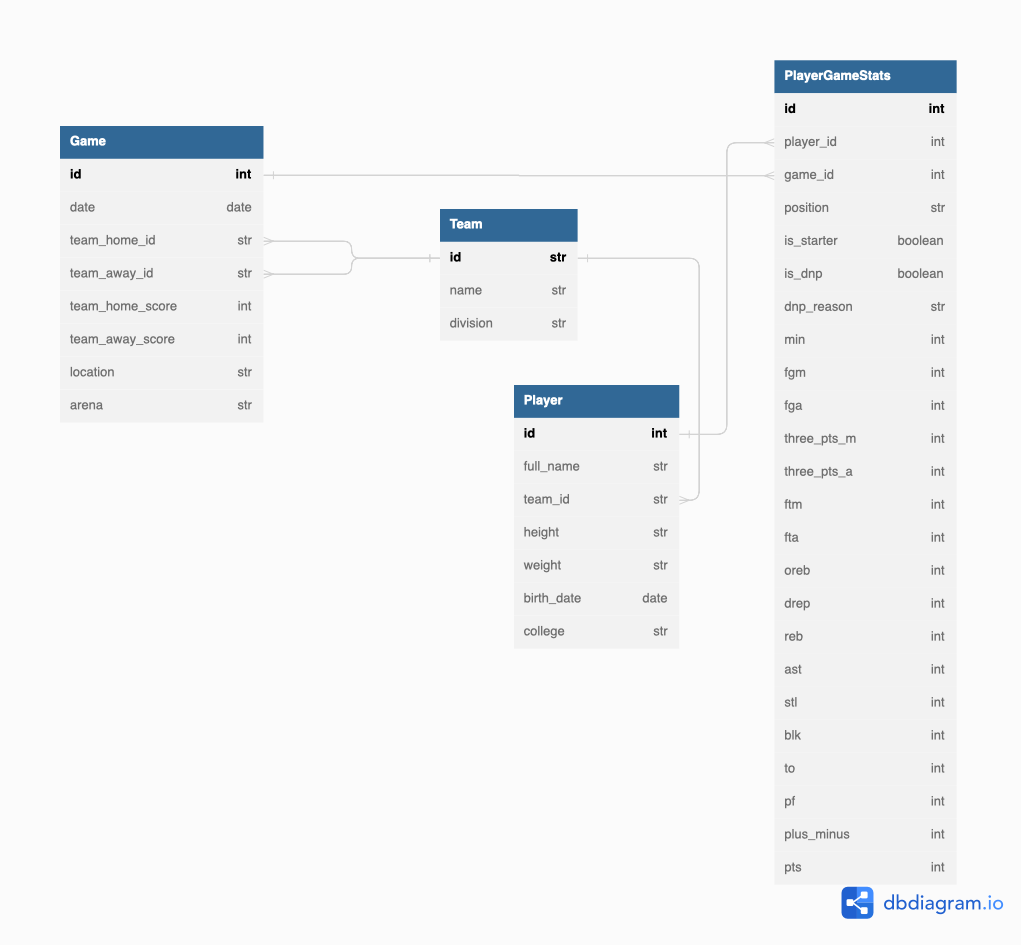 Game
id int
date date
team_home_id str
team_away_id str
team_home_score int
team_away_score int
location str
arena str
Team
id str
name str
division str
Player
id int
full_name str
team_id str
height str
weight str
birth_date date
college str
PlayerGameStats
id int
player_id int
game_id int
position str
is_starter boolean
is_dnp boolean
dnp_reason str
min int
fgm int
fga int
three_pts_m int
three_pts_a int
ftm int
fta int
oreb int
drep int
reb int
ast int
stl int
blk int
to int
pf int
plus_minus int
pts int
dbdiagram.io